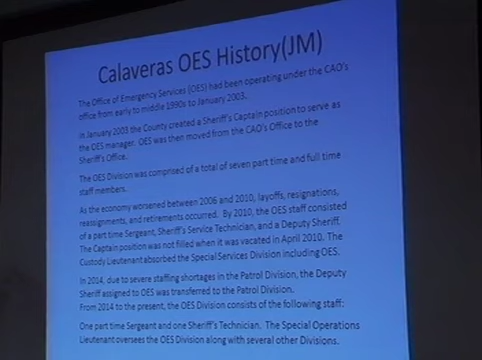 Calaveras OES History(JM)
The Office of Emergency Services (OES) had been operating under the CAO's
office from early to middle 1990s to January 2003.
In January 2003 the County created a Sheriff's Captain position to serve as
the OES manager. OES was then moved from the CAO's Office to the
Sheriff's Office.
The OES Division was comprised of a total of seven part time and full time
staff members.
As the economy worsened between 2006 and 2010, layoffs, resignations,
reassignments, and retirements occurred. By 2010, the OES staff consisted
of a part time Sergeant, Sheriff's Service Technician, and a Deputy Sheriff.
The Captain position was not filled when it was vacated in April 2010. The
Custody Lieutenant absorbed the Special Services Division including OES.
In 2014, due to severe staffing shortages in the Patrol Division, the Deputy
Sheriff assigned to OES was transferred to the Patrol Division.
From 2014 to the present, the OES Division consists of the following staff:
One part time Sergeant and one Sheriff's Technician. The Special Operations
Lieutenant oversees the OES Division along with several other Divisions.